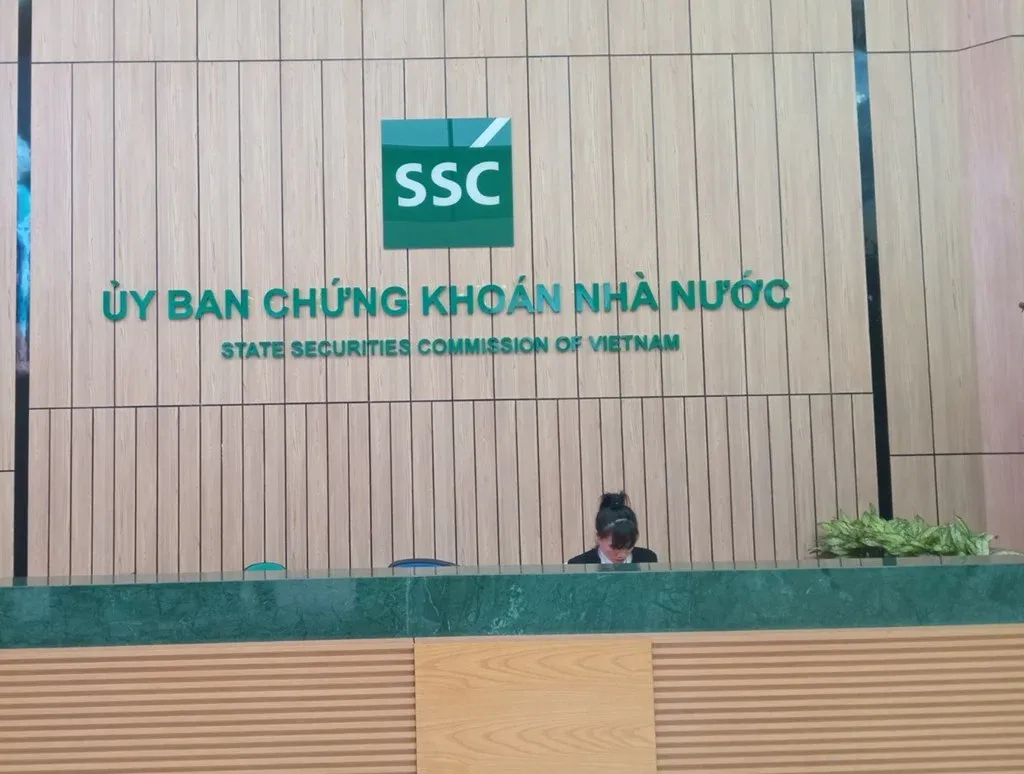 SSC
ỦY BAN CHỨNG KHOÁN NHÀ NƯỚC
STATE SECURITIES COMMISSION OF VIETNAM